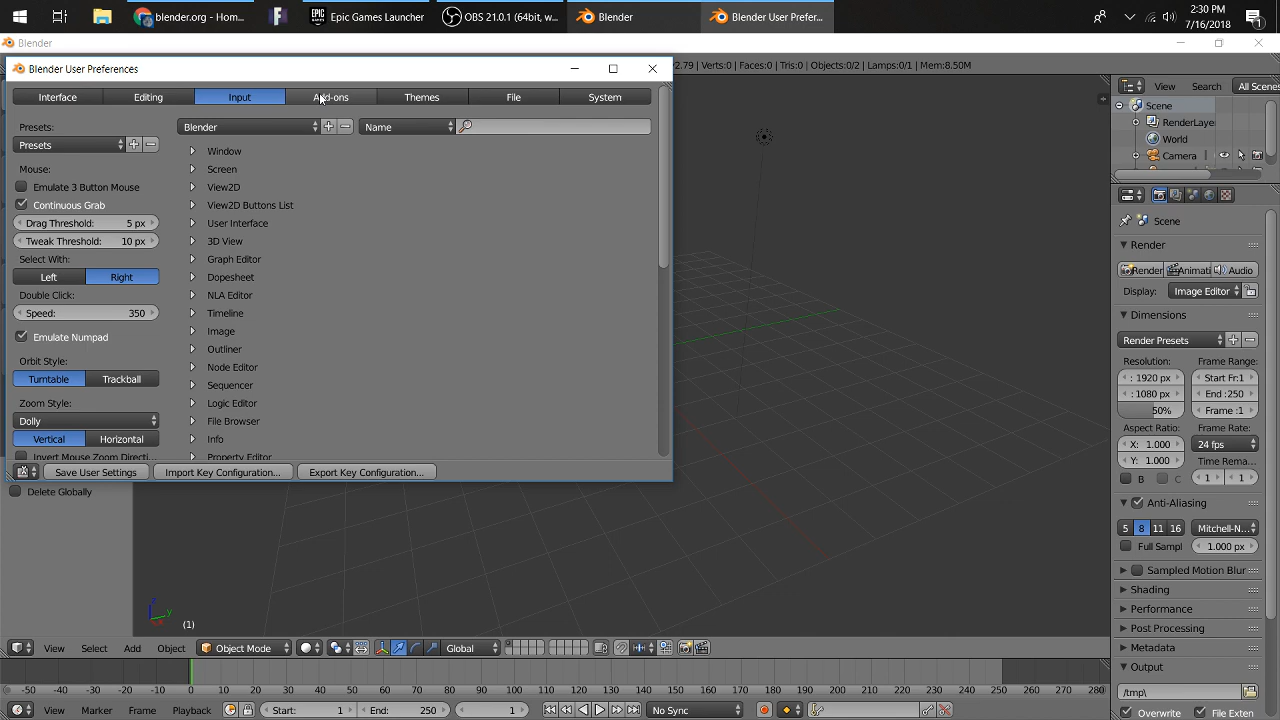 blender.org - Hom...
Epic Games Launcher
OBS 21.0.1 (64bit, w...
Blender
Blender User Prefer...
2:30 PM
7/16/2018
Blender
Blender User Preferences
2.79 | Verts:0 | Faces:0 | Tris:0 | Objects:0/2 | Lamps:0/1 | Mem:8.50M
View
Search
All Scenes
Interface
Editing
Input
Add-ons
Themes
File
System
Presets:
Presets
Mouse:
Emulate 3 Button Mouse
Continuous Grab
Drag Threshold: 5 px
Tweak Threshold: 10 px
Select With:
Left
Right
Double Click:
Speed: 350
Emulate Numpad
Orbit Style:
Turntable
Trackball
Zoom Style:
Dolly
Vertical
Horizontal
Invert Mouse Zoom Directi...
Blender
Name
Window
Screen
View2D
View2D Buttons List
User Interface
3D View
Graph Editor
Dopesheet
NLA Editor
Timeline
Image
Outliner
Node Editor
Sequencer
Logic Editor
File Browser
Info
Property Editor
Save User Settings
Import Key Configuration...
Export Key Configuration...
Delete Globally
Scene
RenderLayer
World
Camera
Scene
Render
Render
Animati
Audio
Display:
Image Editor
Dimensions
Render Presets
Resolution:
Frame Range:
: 1920 px
Start Fr:1
: 1080 px
End :250
50%
Frame :1
Aspect Ratio:
Frame Rate:
X: 1.000
24 fps
Y: 1.000
Time Rema...
B
C
1
1
Anti-Aliasing
5
8
11
16
Mitchell-N...
Full Sampl
1.000 px
Sampled Motion Blur
Shading
Performance
Post Processing
Metadata
Output
/tmp\
Overwrite
File Exten
z
y
(1)
View
Select
Add
Object
Object Mode
Global
-50 -40 -30 -20 -10 0 10 20 30 40 50 60 70 80 90 100 110 120 130 140 150 160 170 180 190 200 210 220 230 240 250 260 270 280
View
Marker
Frame
Playback
Start: 1
End: 250
1
No Sync